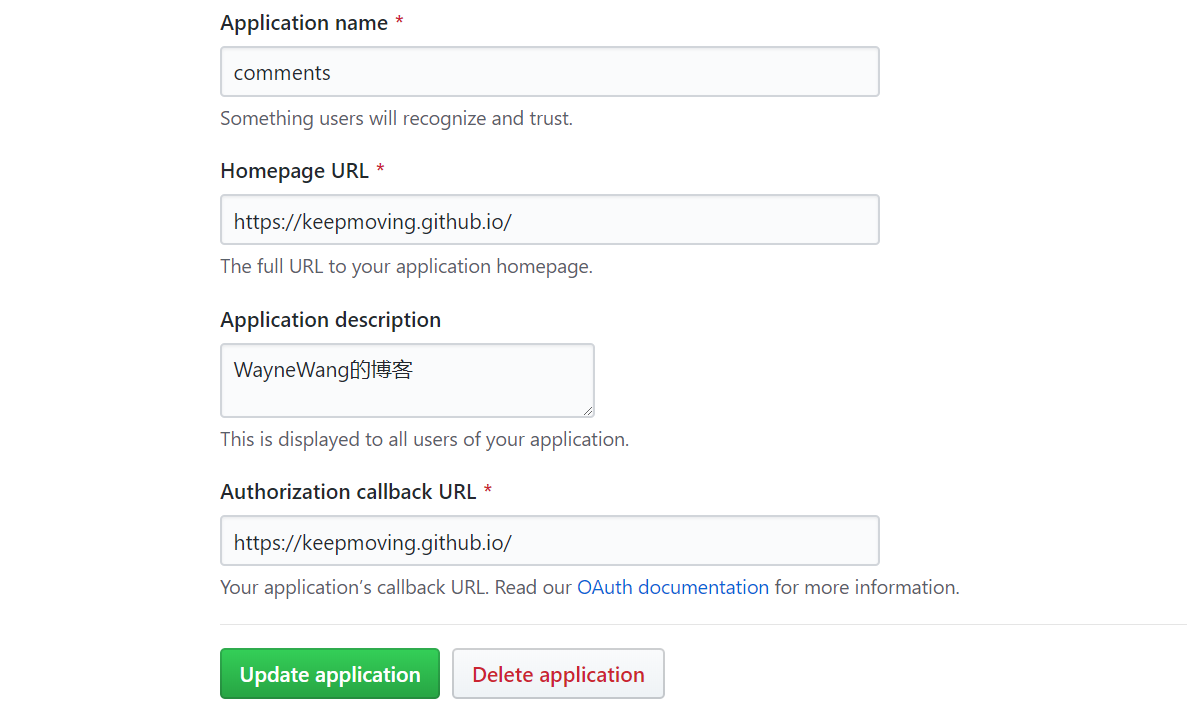 Application name *
comments
Something users will recognize and trust.
Homepage URL *
https://keepmoving.github.io/
The full URL to your application homepage.
Application description
WayneWang的博客
This is displayed to all users of your application.
Authorization callback URL *
https://keepmoving.github.io/
Your application’s callback URL. Read our OAuth documentation for more information.
Update application Delete application